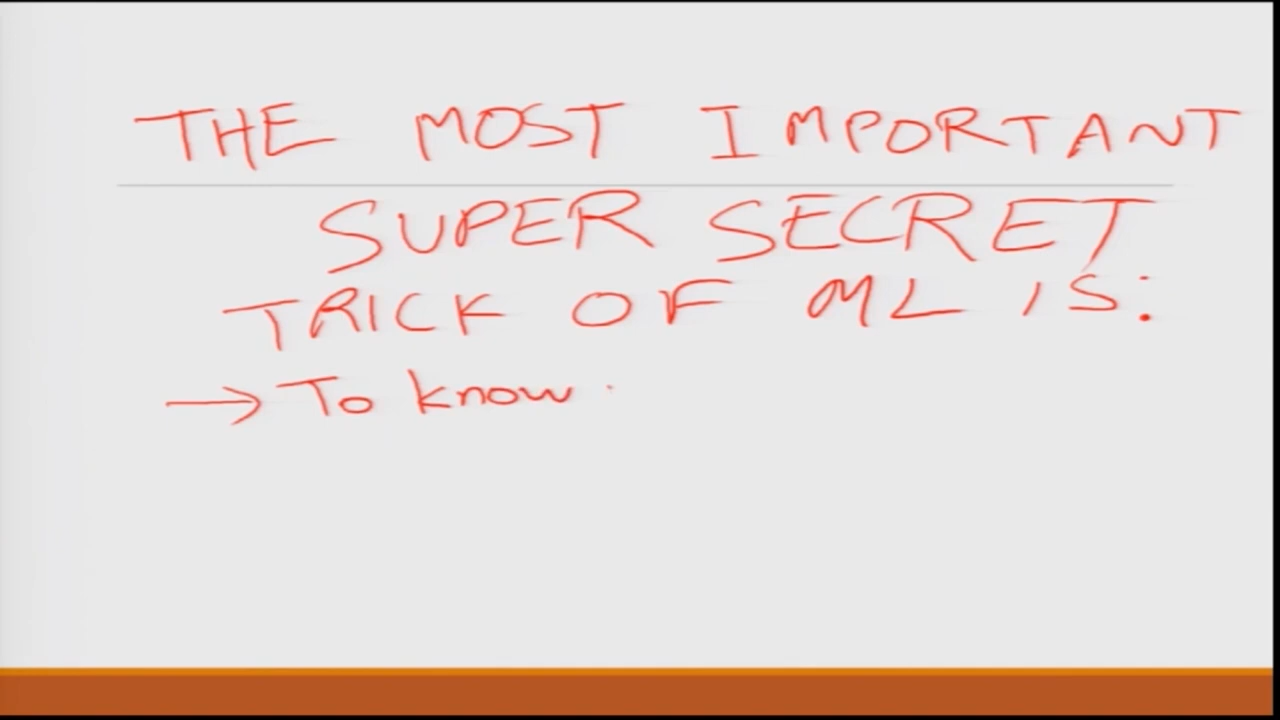 THE MOST IMPORTANT
SUPER SECRET
TRICK OF ML IS:
→ To know